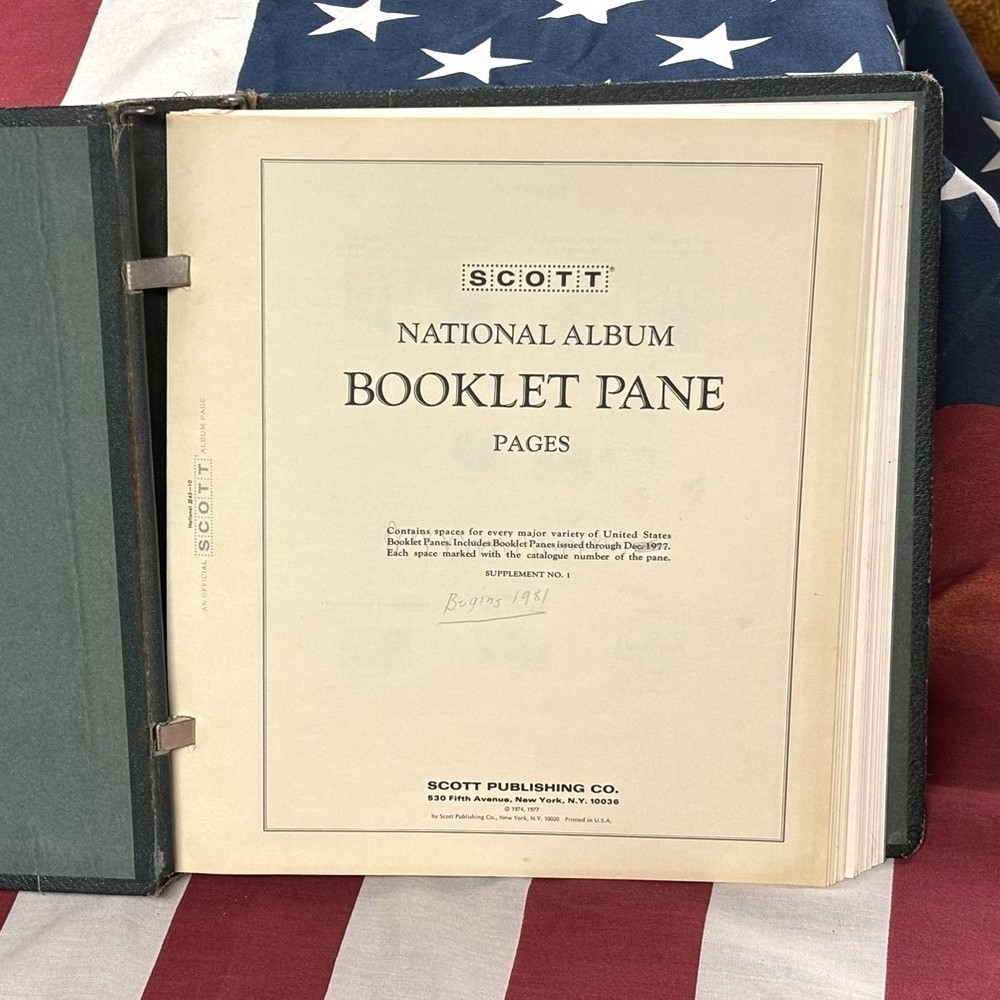 SCOTT®
NATIONAL ALBUM
BOOKLET PANE
PAGES
Contains spaces for every major variety of United States
Booklet Panes. Includes Booklet Panes issued through Dec. 1977.
Each space marked with the catalogue number of the pane.
SUPPLEMENT NO. 1
Begins 1981
SCOTT PUBLISHING CO.
530 Fifth Avenue, New York, N.Y. 10036
© 1974, 1977
by Scott Publishing Co., New York, N.Y. 10020 Printed in U.S.A.
AN OFFICIAL SCOTT ALBUM PAGE